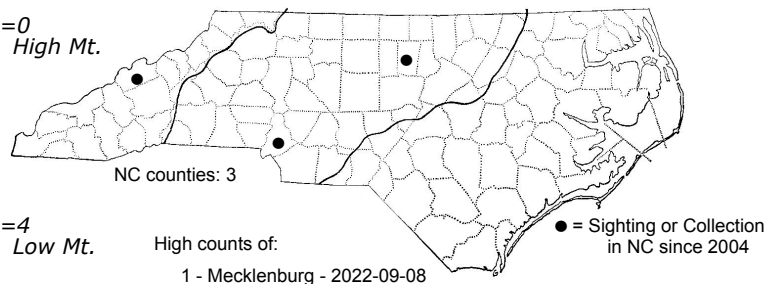 =0
High Mt.
NC counties: 3
=4
Low Mt.
High counts of:
1 - Mecklenburg - 2022-09-08
● = Sighting or Collection
in NC since 2004